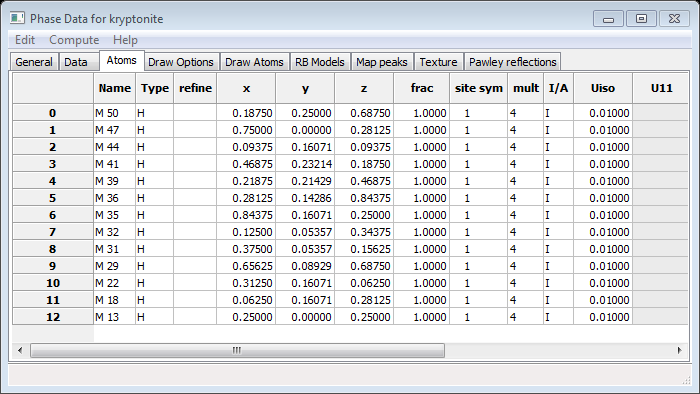 Phase Data for kryptonite
Edit Compute Help
General Data Atoms Draw Options Draw Atoms RB Models Map peaks Texture Pawley reflections
Name Type refine x y z frac site sym mult I/A Uiso U11
0 M 50 H 0.18750 0.25000 0.68750 1.0000 1 4 I 0.01000
1 M 47 H 0.75000 0.00000 0.28125 1.0000 1 4 I 0.01000
2 M 44 H 0.09375 0.16071 0.09375 1.0000 1 4 I 0.01000
3 M 41 H 0.46875 0.23214 0.18750 1.0000 1 4 I 0.01000
4 M 39 H 0.21875 0.21429 0.46875 1.0000 1 4 I 0.01000
5 M 36 H 0.28125 0.14286 0.84375 1.0000 1 4 I 0.01000
6 M 35 H 0.84375 0.16071 0.25000 1.0000 1 4 I 0.01000
7 M 32 H 0.12500 0.05357 0.34375 1.0000 1 4 I 0.01000
8 M 31 H 0.37500 0.05357 0.15625 1.0000 1 4 I 0.01000
9 M 29 H 0.65625 0.08929 0.68750 1.0000 1 4 I 0.01000
10 M 22 H 0.31250 0.16071 0.06250 1.0000 1 4 I 0.01000
11 M 18 H 0.06250 0.16071 0.28125 1.0000 1 4 I 0.01000
12 M 13 H 0.25000 0.00000 0.25000 1.0000 1 4 I 0.01000